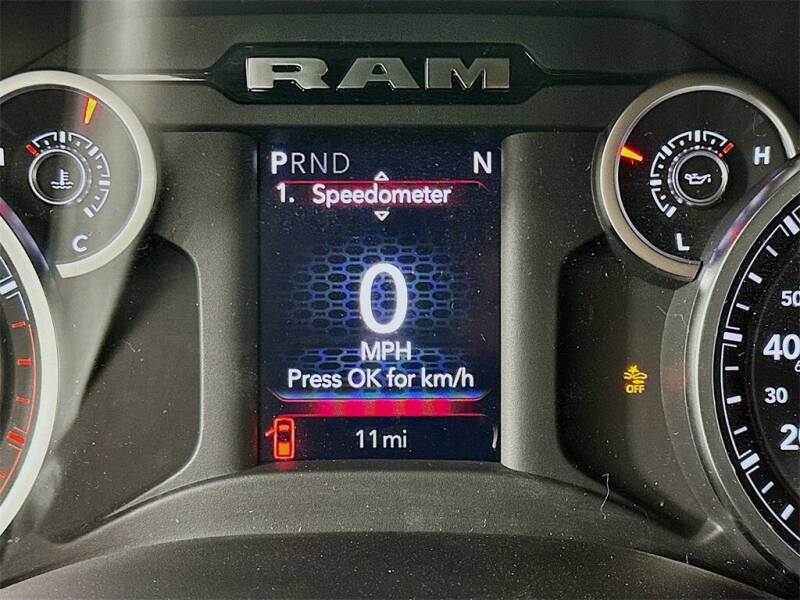 RAM
PRND N
1. Speedometer
0
MPH
Press OK for km/h
11mi
C
H
L
OFF
50
40
30
20